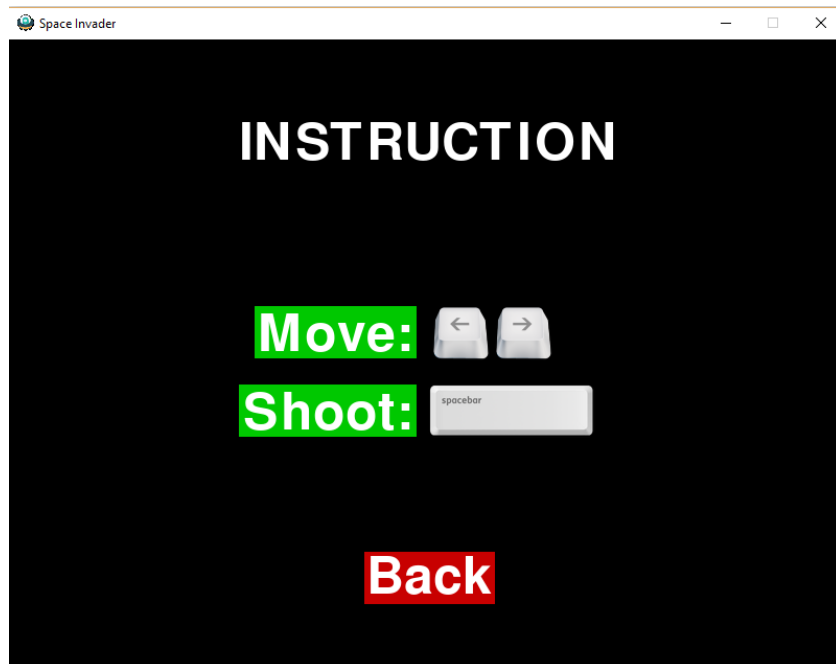 Space Invader
INSTRUCTION
Move: ← →
Shoot: spacebar
Back